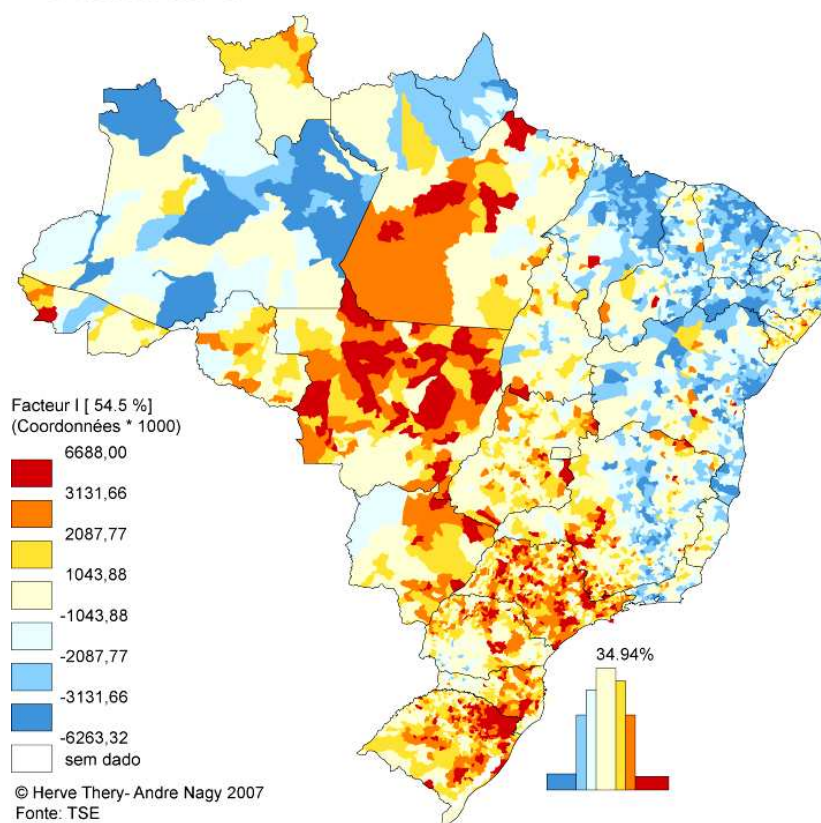 Facteur I [ 54.5 %]
(Coordonnées * 1000)
6688,00
3131,66
2087,77
1043,88
-1043,88
-2087,77
-3131,66
-6263,32
sem dado
34.94%
© Herve Thery- Andre Nagy 2007
Fonte: TSE